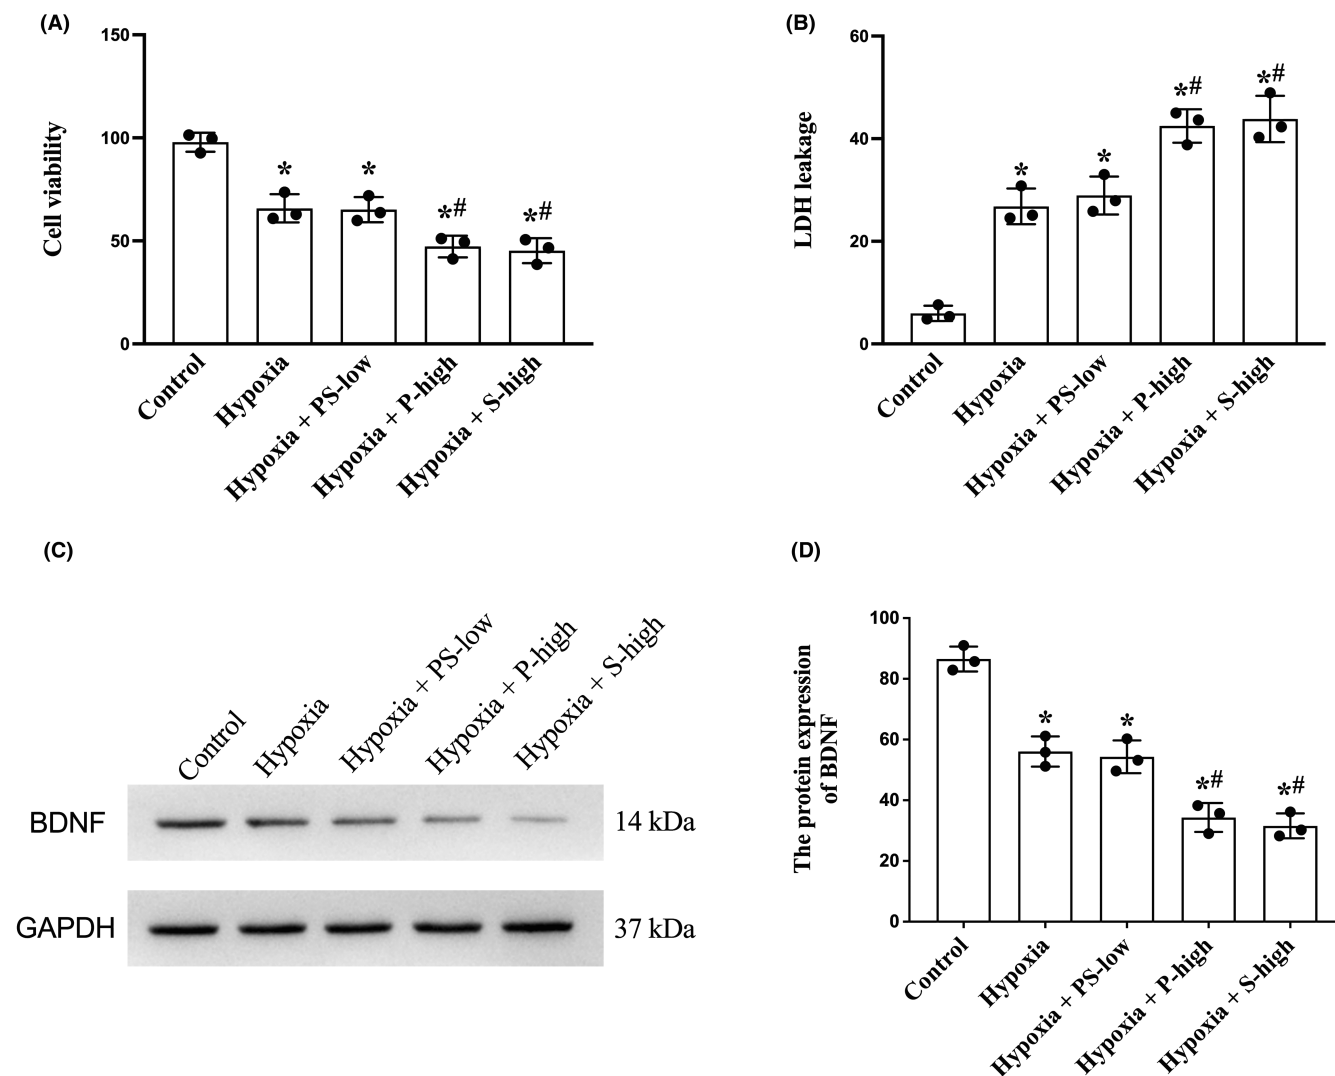 (A)
Cell viability
150
100
50
0
*
*
*#
*#
Control
Hypoxia
Hypoxia + PS-low
Hypoxia + P-high
Hypoxia + S-high
(B)
LDH leakage
60
40
20
0
*
*
*#
*#
Control
Hypoxia
Hypoxia + PS-low
Hypoxia + P-high
Hypoxia + S-high
(C)
Control
Hypoxia
Hypoxia + PS-low
Hypoxia + P-high
Hypoxia + S-high
BDNF
14 kDa
GAPDH
37 kDa
(D)
The protein expression
of BDNF
100
80
60
40
20
0
*
*
*#
*#
Control
Hypoxia
Hypoxia + PS-low
Hypoxia + P-high
Hypoxia + S-high